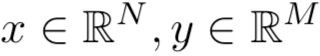 x ∈ ℝ^N, y ∈ ℝ^M